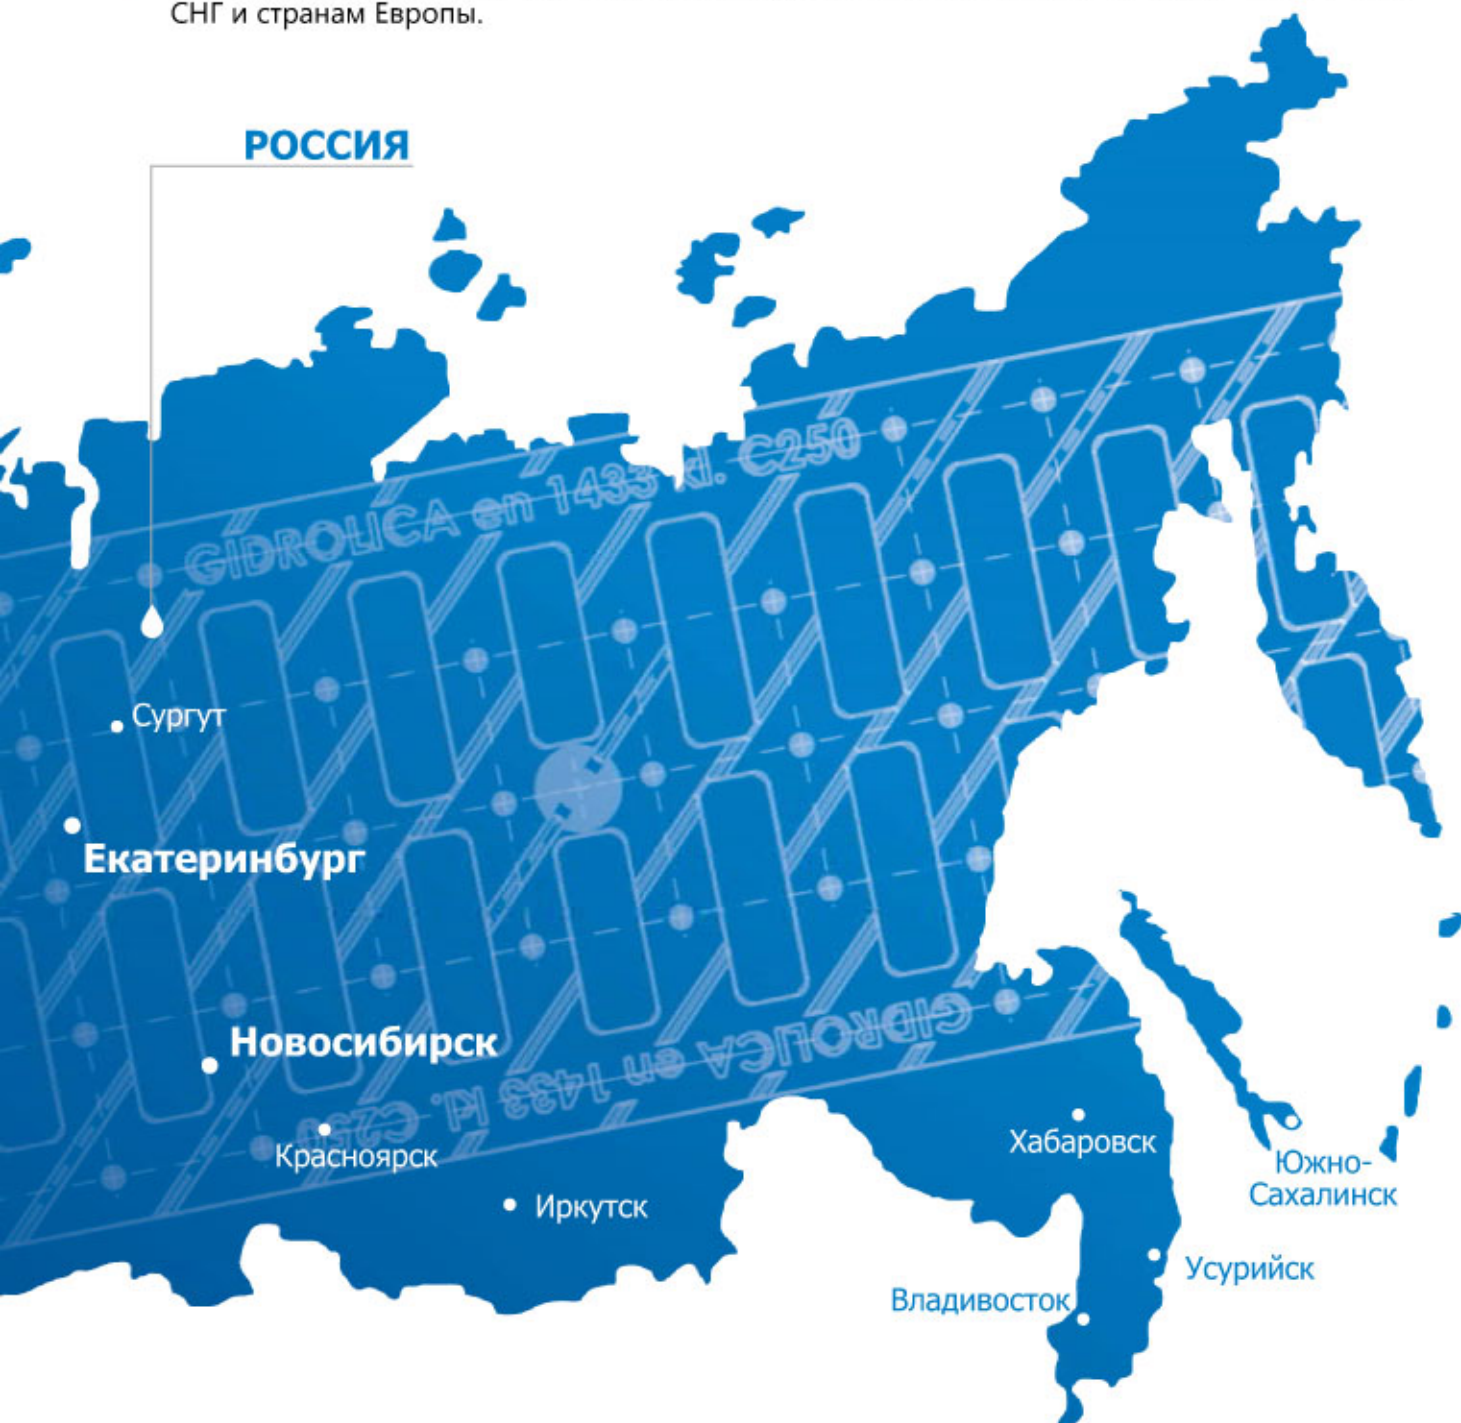 СНГ и странам Европы.
РОССИЯ
GIDROLICA en 1433 kl. C250
Сургут
Екатеринбург
Новосибирск
GIDROLICA en 1433 kl. C250
Красноярск
Хабаровск
Южно-
Сахалинск
Иркутск
Усурийск
Владивосток